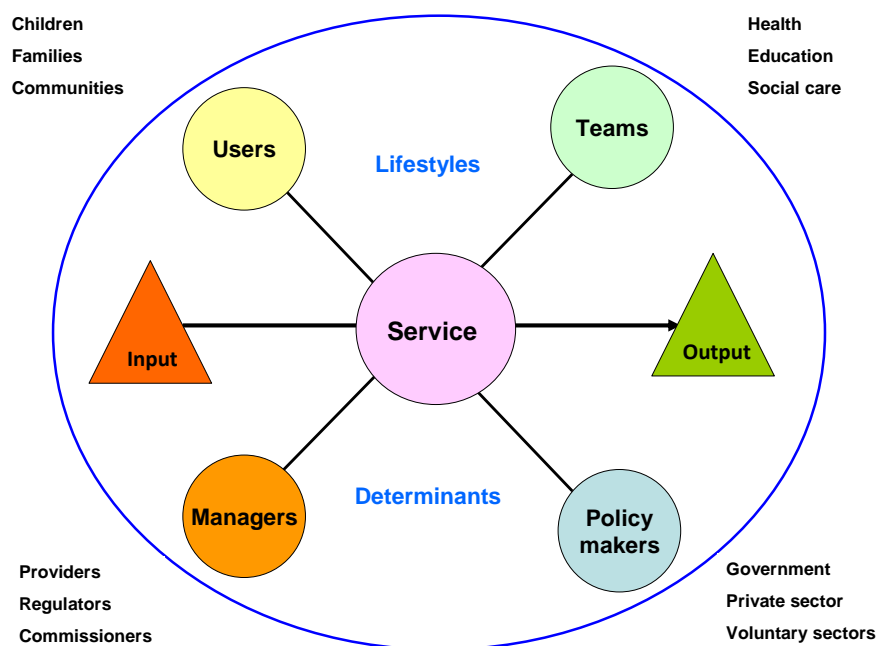 Children
Families
Communities
Health
Education
Social care
Users
Teams
Lifestyles
Input
Service
Output
Managers
Determinants
Policy
makers
Providers
Regulators
Commissioners
Government
Private sector
Voluntary sectors